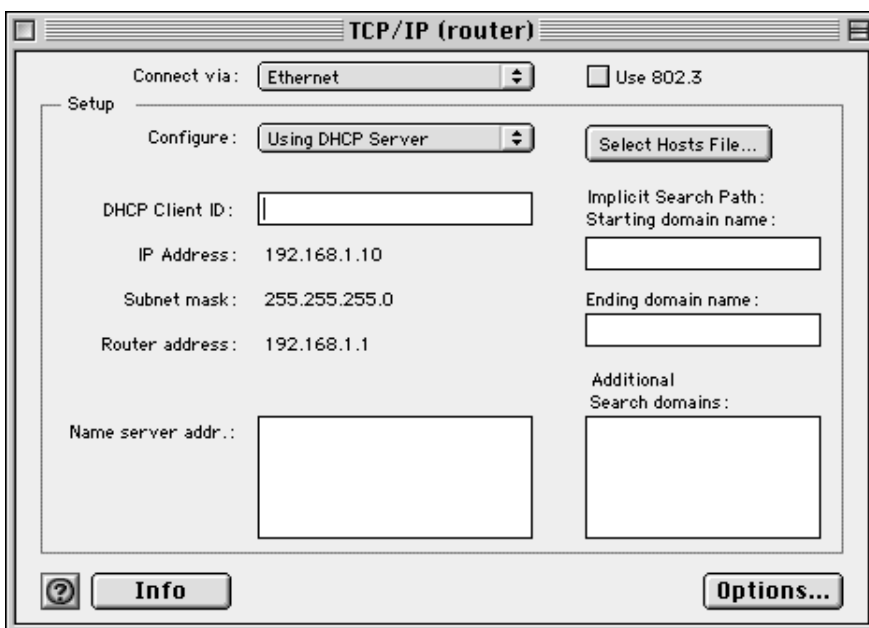 TCP/IP (router)
Connect via: Ethernet
Use 802.3
Setup
Configure: Using DHCP Server
Select Hosts File...
DHCP Client ID:
Implicit Search Path:
Starting domain name:
IP Address: 192.168.1.10
Subnet mask: 255.255.255.0
Ending domain name:
Router address: 192.168.1.1
Additional
Search domains:
Name server addr.:
?
Info
Options...